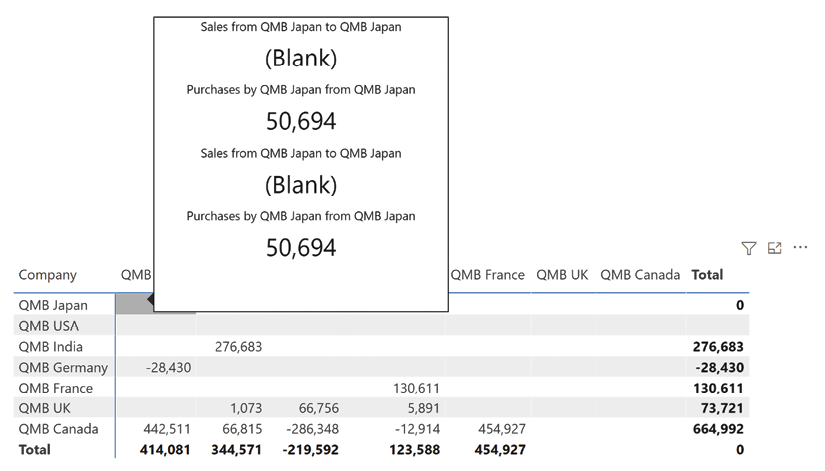 Sales from QMB Japan to QMB Japan
(Blank)
Purchases by QMB Japan from QMB Japan
50,694
Sales from QMB Japan to QMB Japan
(Blank)
Purchases by QMB Japan from QMB Japan
50,694
Company QMB QMB France QMB UK QMB Canada Total
QMB Japan 0
QMB USA
QMB India 276,683 276,683
QMB Germany -28,430 -28,430
QMB France 130,611 130,611
QMB UK 1,073 66,756 5,891 73,721
QMB Canada 442,511 66,815 -286,348 -12,914 454,927 664,992
Total 414,081 344,571 -219,592 123,588 454,927 0